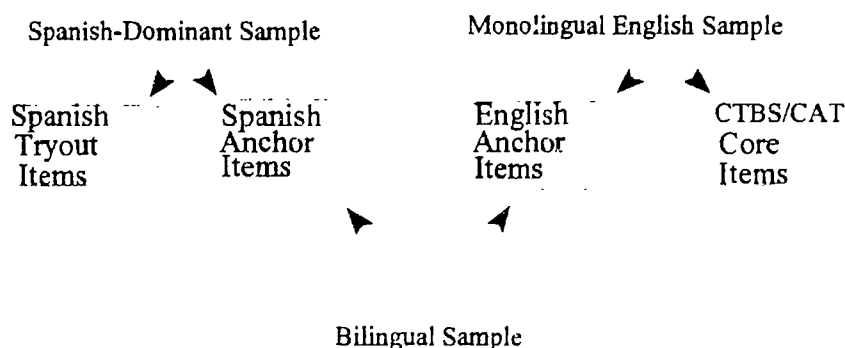 Spanish-Dominant Sample
Monolingual English Sample
Spanish
Tryout
Items
Spanish
Anchor
Items
English
Anchor
Items
CTBS/CAT
Core
Items
Bilingual Sample